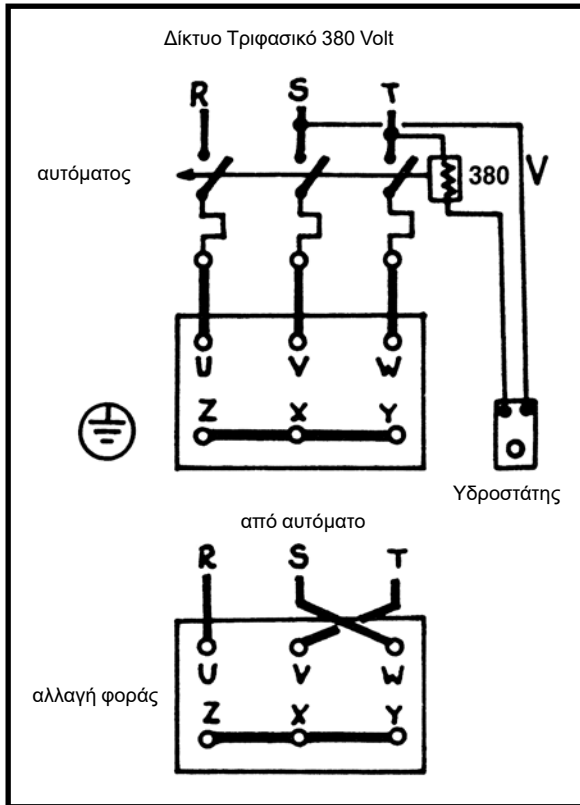 Δίκτυο Τριφασικό 380 Volt
R S T
αυτόματος
380 V
U V W
Z X Y
Υδροστάτης
από αυτόματο
R S T
U V W
αλλαγή φοράς
Z X Y